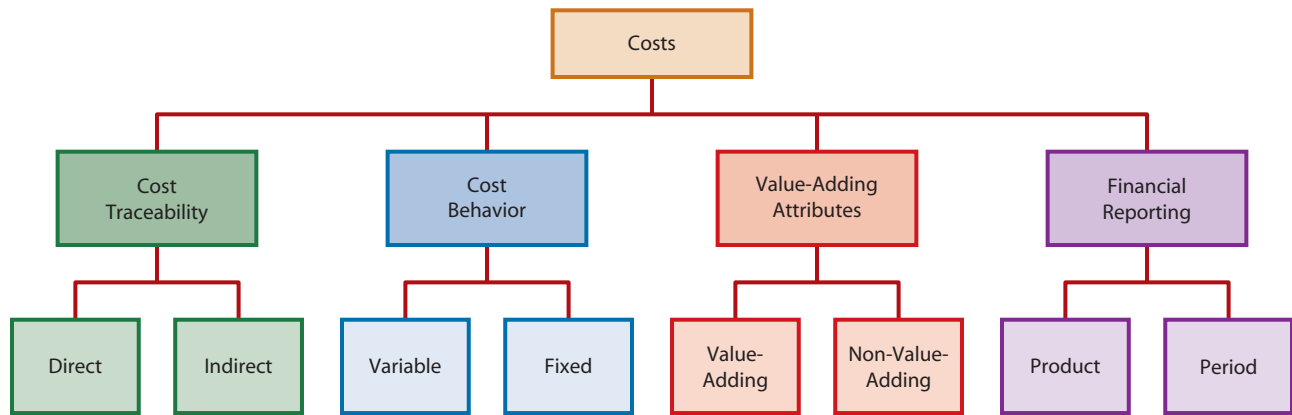 Costs
Cost
Traceability
Cost
Behavior
Value-Adding
Attributes
Financial
Reporting
Direct
Indirect
Variable
Fixed
Value-
Adding
Non-Value-
Adding
Product
Period